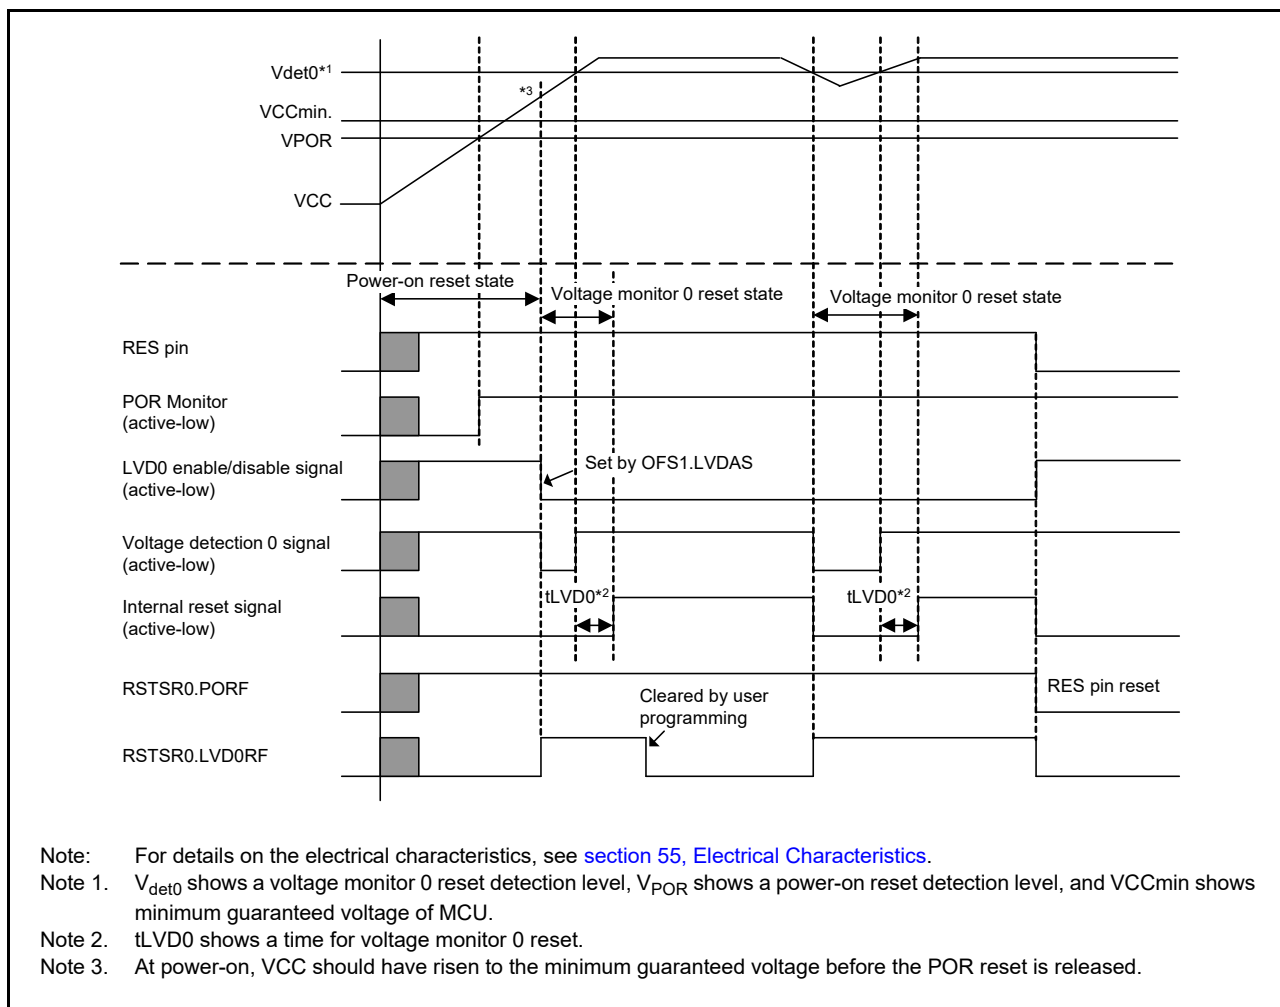 Vdet0*1
*3
VCCmin.
VPOR
VCC
Power-on reset state
Voltage monitor 0 reset state
Voltage monitor 0 reset state
RES pin
POR Monitor
(active-low)
LVD0 enable/disable signal
(active-low)
Set by OFS1.LVDAS
Voltage detection 0 signal
(active-low)
Internal reset signal
(active-low)
tLVD0*2
tLVD0*2
RSTSR0.PORF
RES pin reset
Cleared by user
programming
RSTSR0.LVD0RF
Note: For details on the electrical characteristics, see section 55, Electrical Characteristics.
Note 1. Vdet0 shows a voltage monitor 0 reset detection level, VPOR shows a power-on reset detection level, and VCCmin shows
minimum guaranteed voltage of MCU.
Note 2. tLVD0 shows a time for voltage monitor 0 reset.
Note 3. At power-on, VCC should have risen to the minimum guaranteed voltage before the POR reset is released.